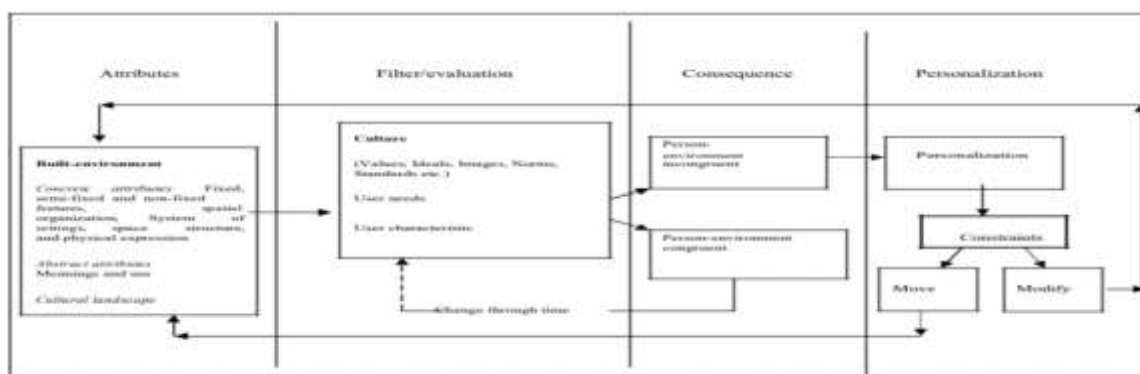 Attributes
Filter/evaluation
Consequence
Personalization
Built-environment
Concrete attributes Fixed,
semi-fixed and non-fixed
features, spatial
organization, System of
settings, space structure,
and physical expression
Abstract attributes
Meanings and use
Cultural landscape
Culture
(Values, Ideals, Images, Norms,
Standards etc.)
User needs
User characteristic
Change through time
Person-
environment
incongruent
Person-environment
congruent
Personalization
Constraints
Move
Modify